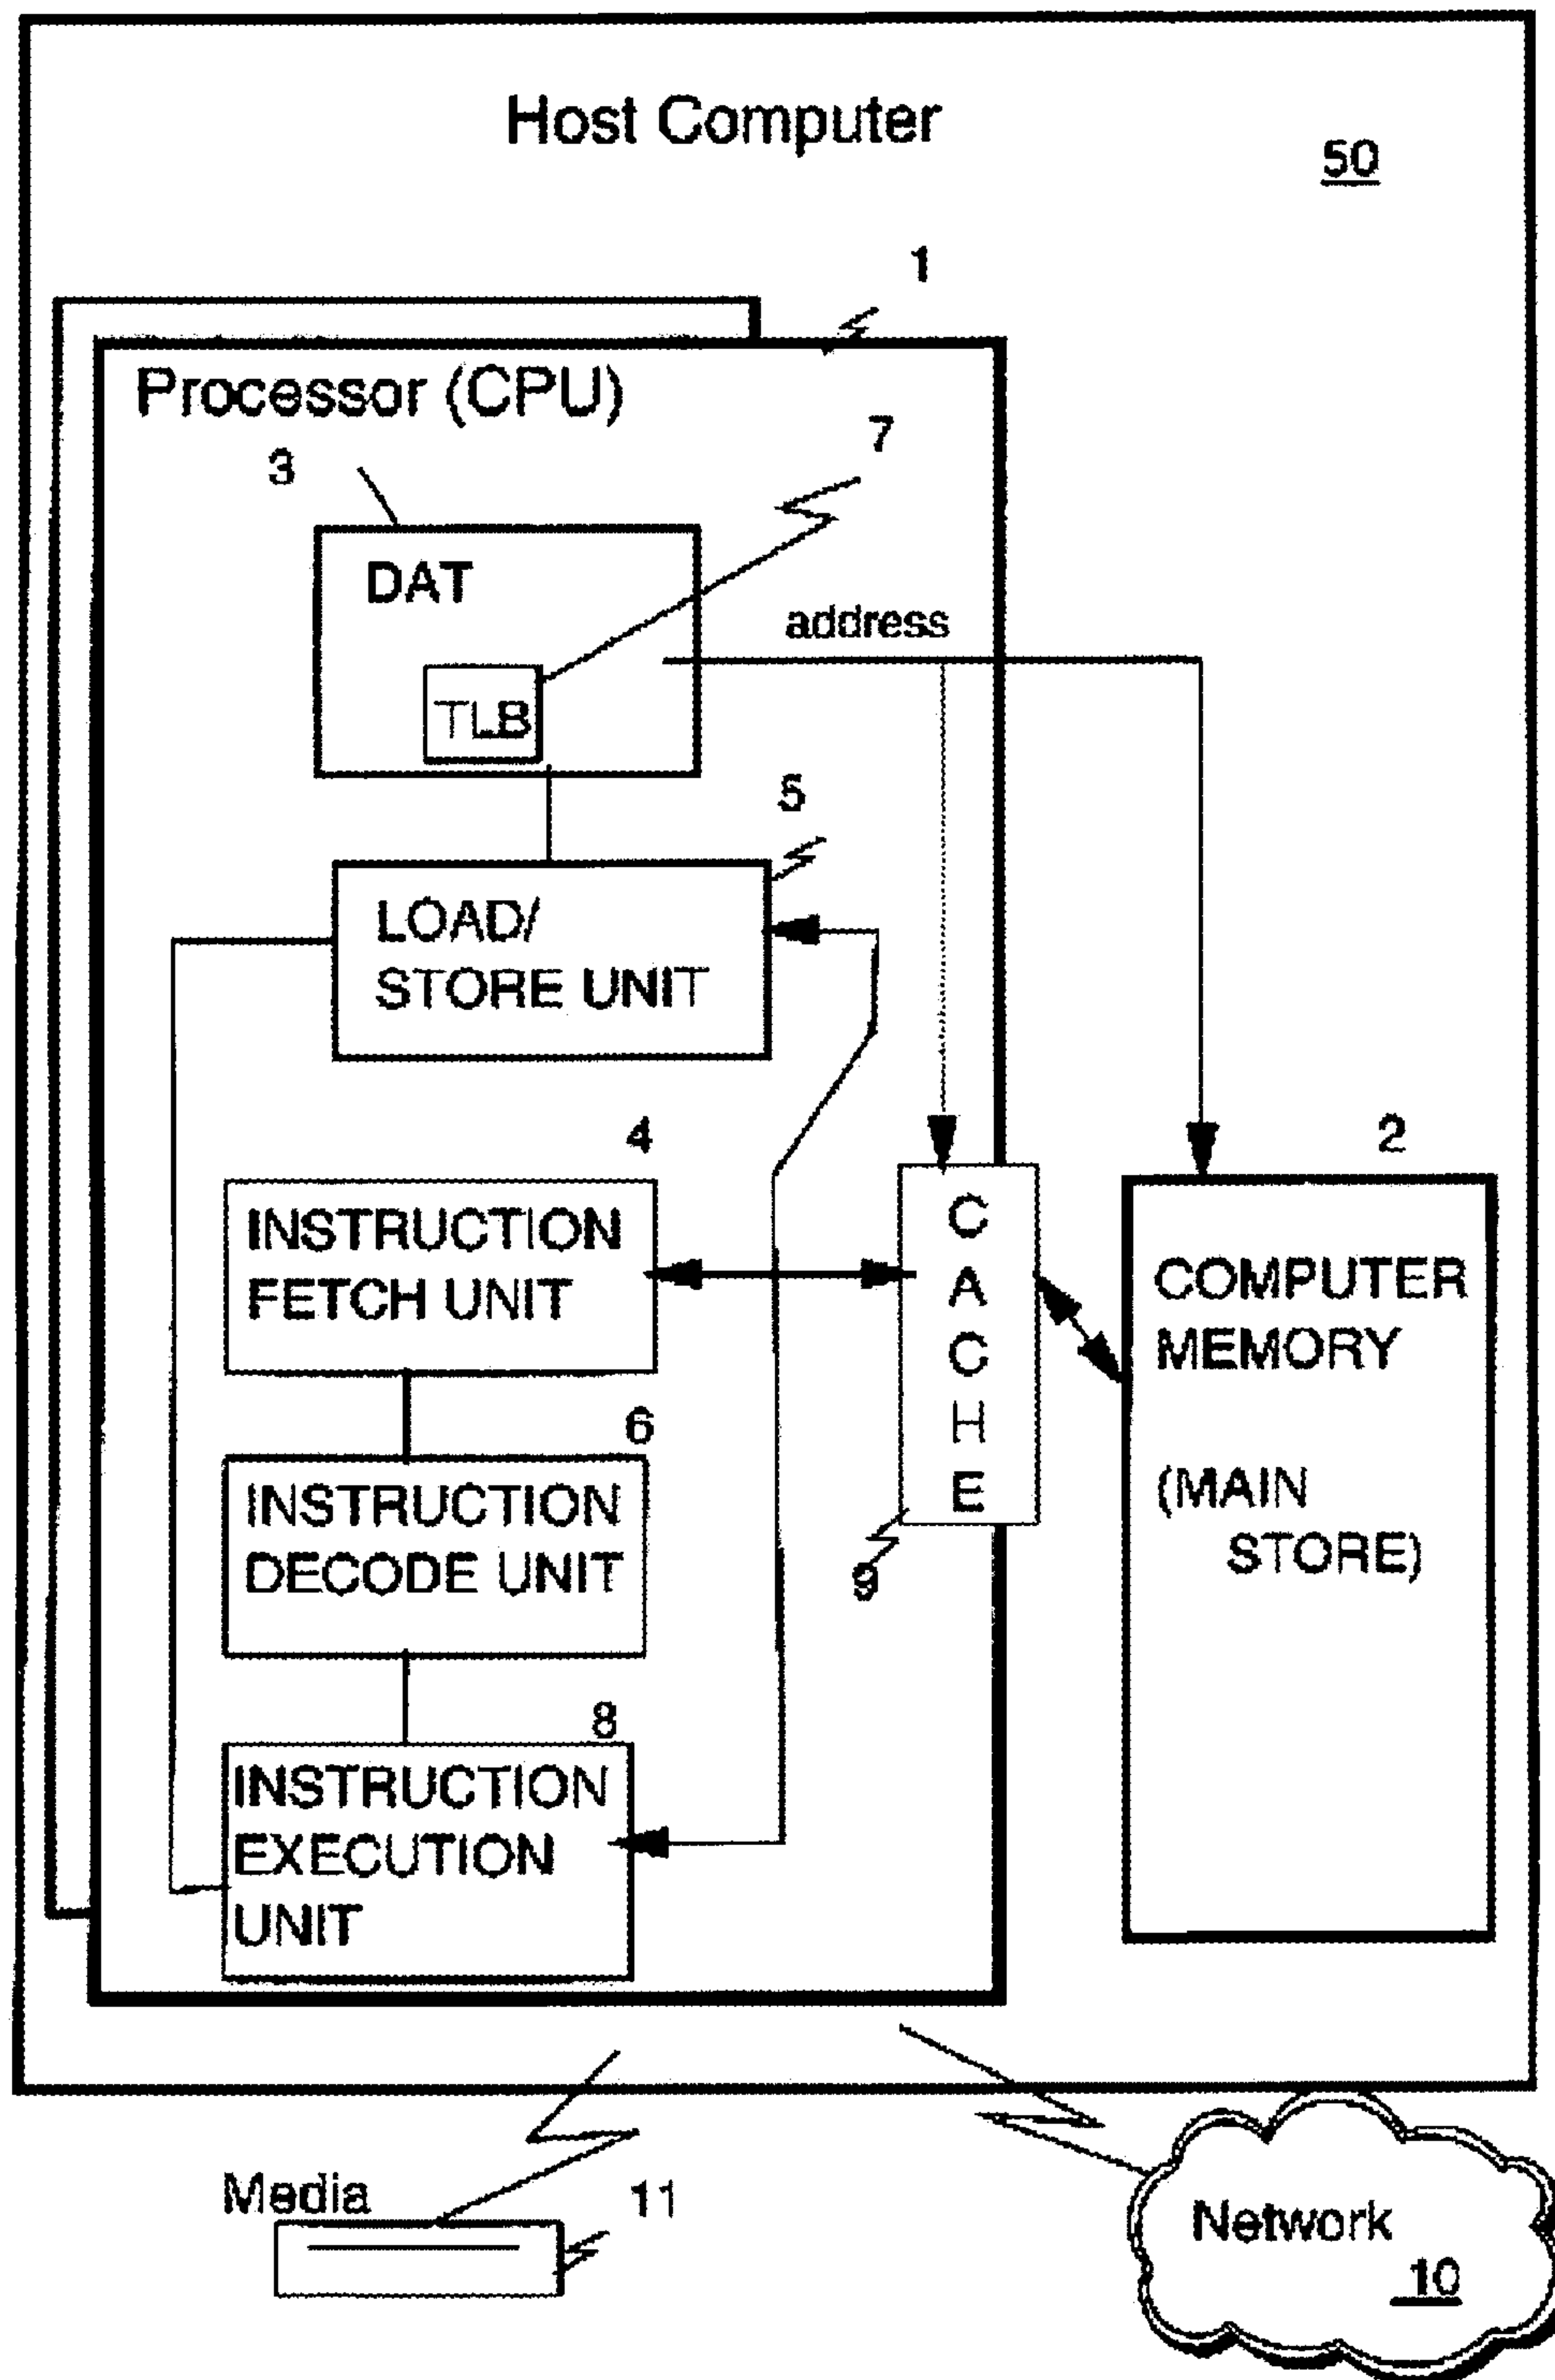 Host Computer
50
1
Processor (CPU)
7
3
DAT
address
TLB
5
LOAD/
STORE UNIT
4
2
INSTRUCTION
FETCH UNIT
C
A
C
H
E
COMPUTER
MEMORY
(MAIN
STORE)
6
INSTRUCTION
DECODE UNIT
9
8
INSTRUCTION
EXECUTION
UNIT
Media
11
Network
10